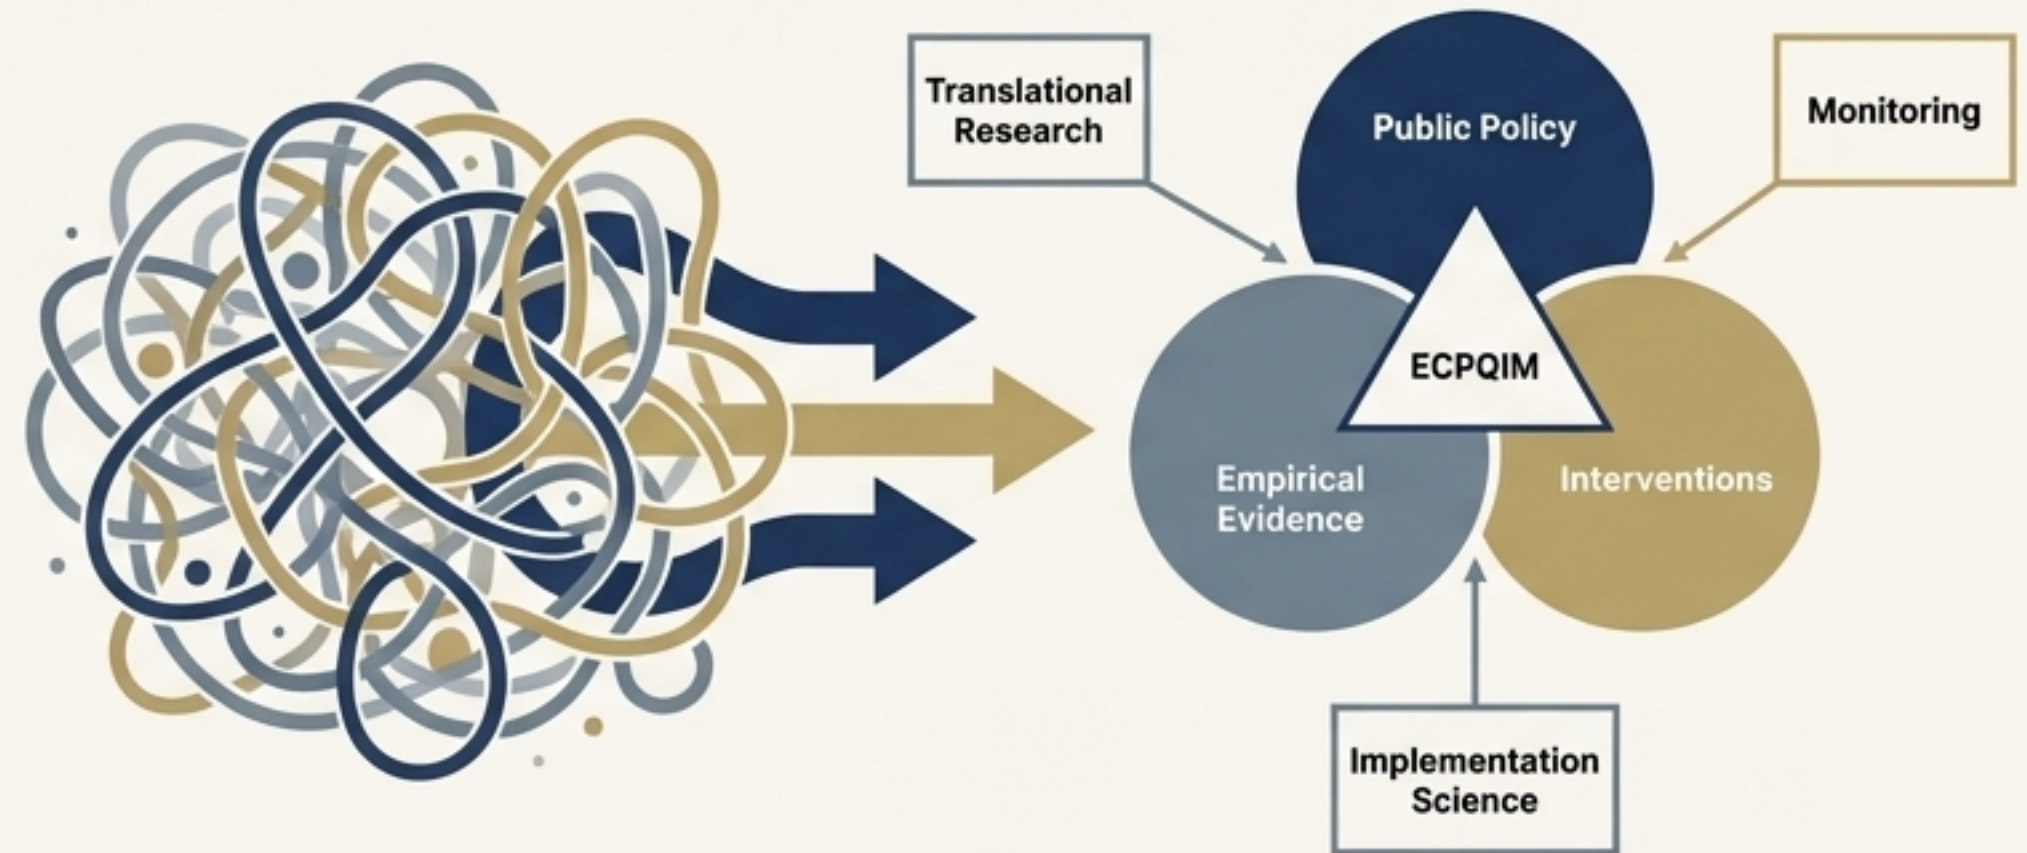 Translational
Research
Public Policy
Monitoring
ECPQIM
Empirical
Evidence
Interventions
Implementation
Science